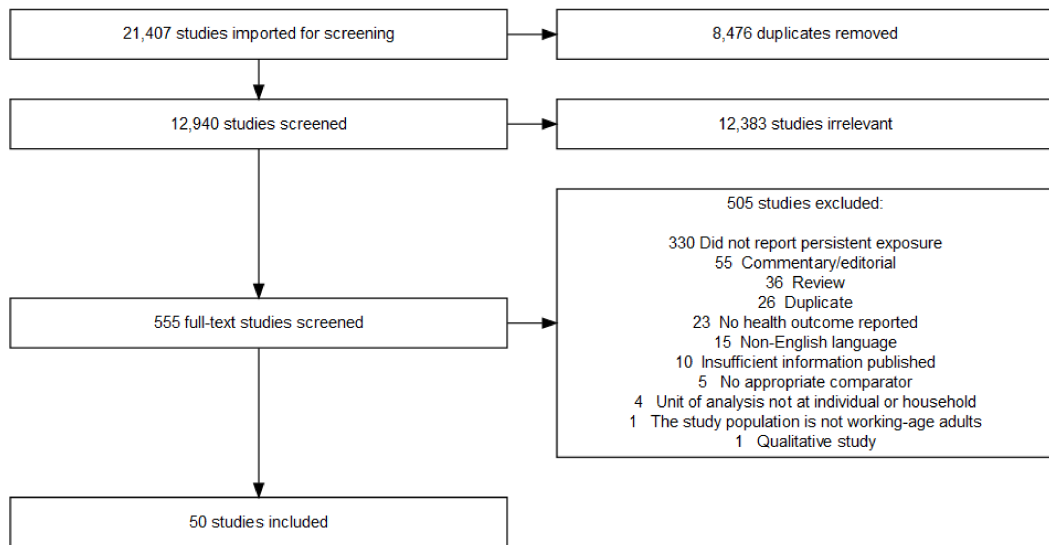 21,407 studies imported for screening
8,476 duplicates removed
12,940 studies screened
12,383 studies irrelevant
505 studies excluded:
330 Did not report persistent exposure
55 Commentary/editorial
36 Review
26 Duplicate
23 No health outcome reported
15 Non-English language
10 Insufficient information published
5 No appropriate comparator
4 Unit of analysis not at individual or household
1 The study population is not working-age adults
1 Qualitative study
555 full-text studies screened
50 studies included